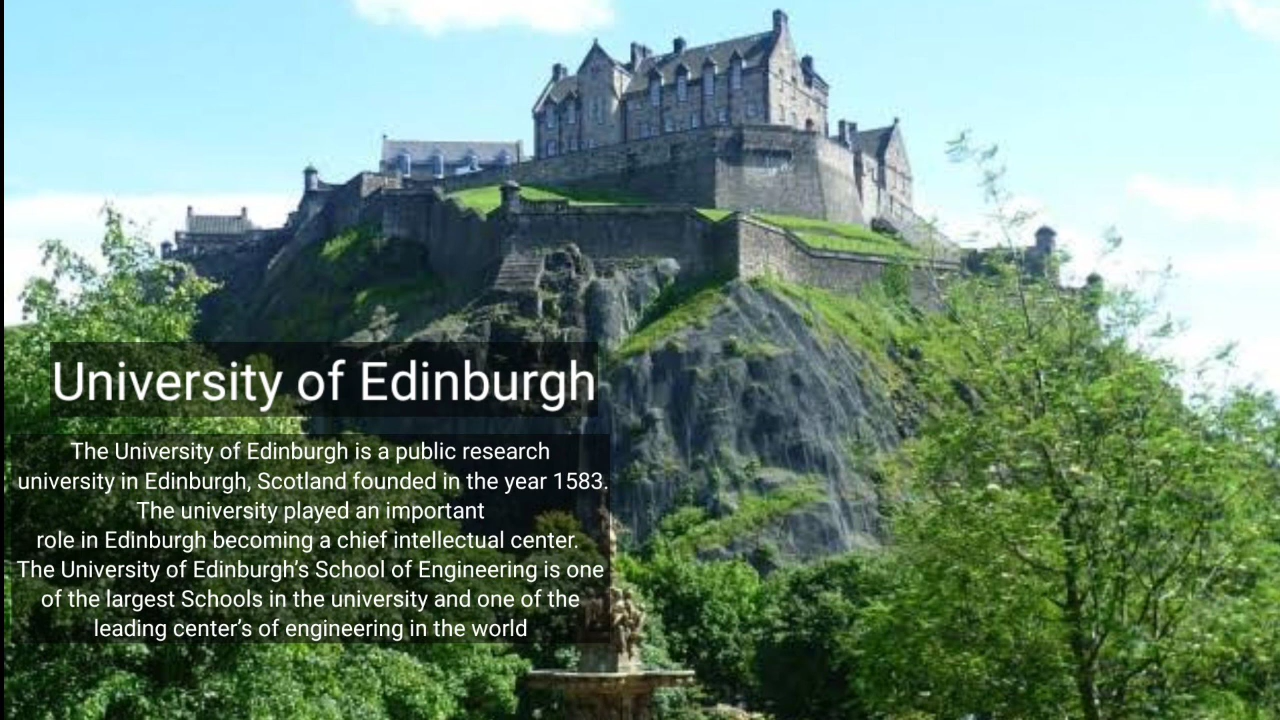 University of Edinburgh
The University of Edinburgh is a public research
university in Edinburgh, Scotland founded in the year 1583.
The university played an important
role in Edinburgh becoming a chief intellectual center.
The University of Edinburgh’s School of Engineering is one
of the largest Schools in the university and one of the
leading center’s of engineering in the world